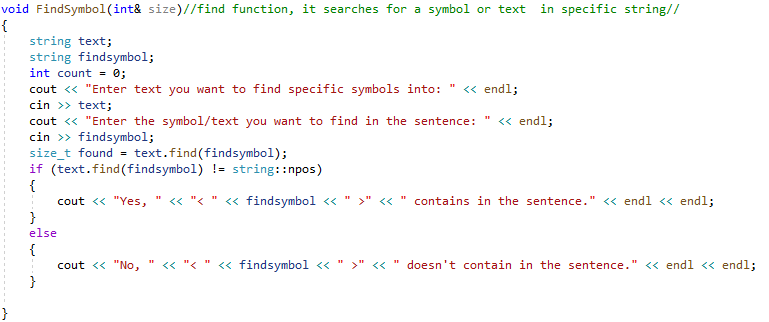 void FindSymbol(int& size)//find function, it searches for a symbol or text  in specific string//
{
    string text;
    string findsymbol;
    int count = 0;
    cout << "Enter text you want to find specific symbols into: " << endl;
    cin >> text;
    cout << "Enter the symbol/text you want to find in the sentence: " << endl;
    cin >> findsymbol;
    size_t found = text.find(findsymbol);
    if (text.find(findsymbol) != string::npos)
    {
        cout << "Yes, " << "< " << findsymbol << " >" << " contains in the sentence." << endl << endl;
    }
    else
    {
        cout << "No, " << "< " << findsymbol << " >" << " doesn't contain in the sentence." << endl << endl;
    }
}